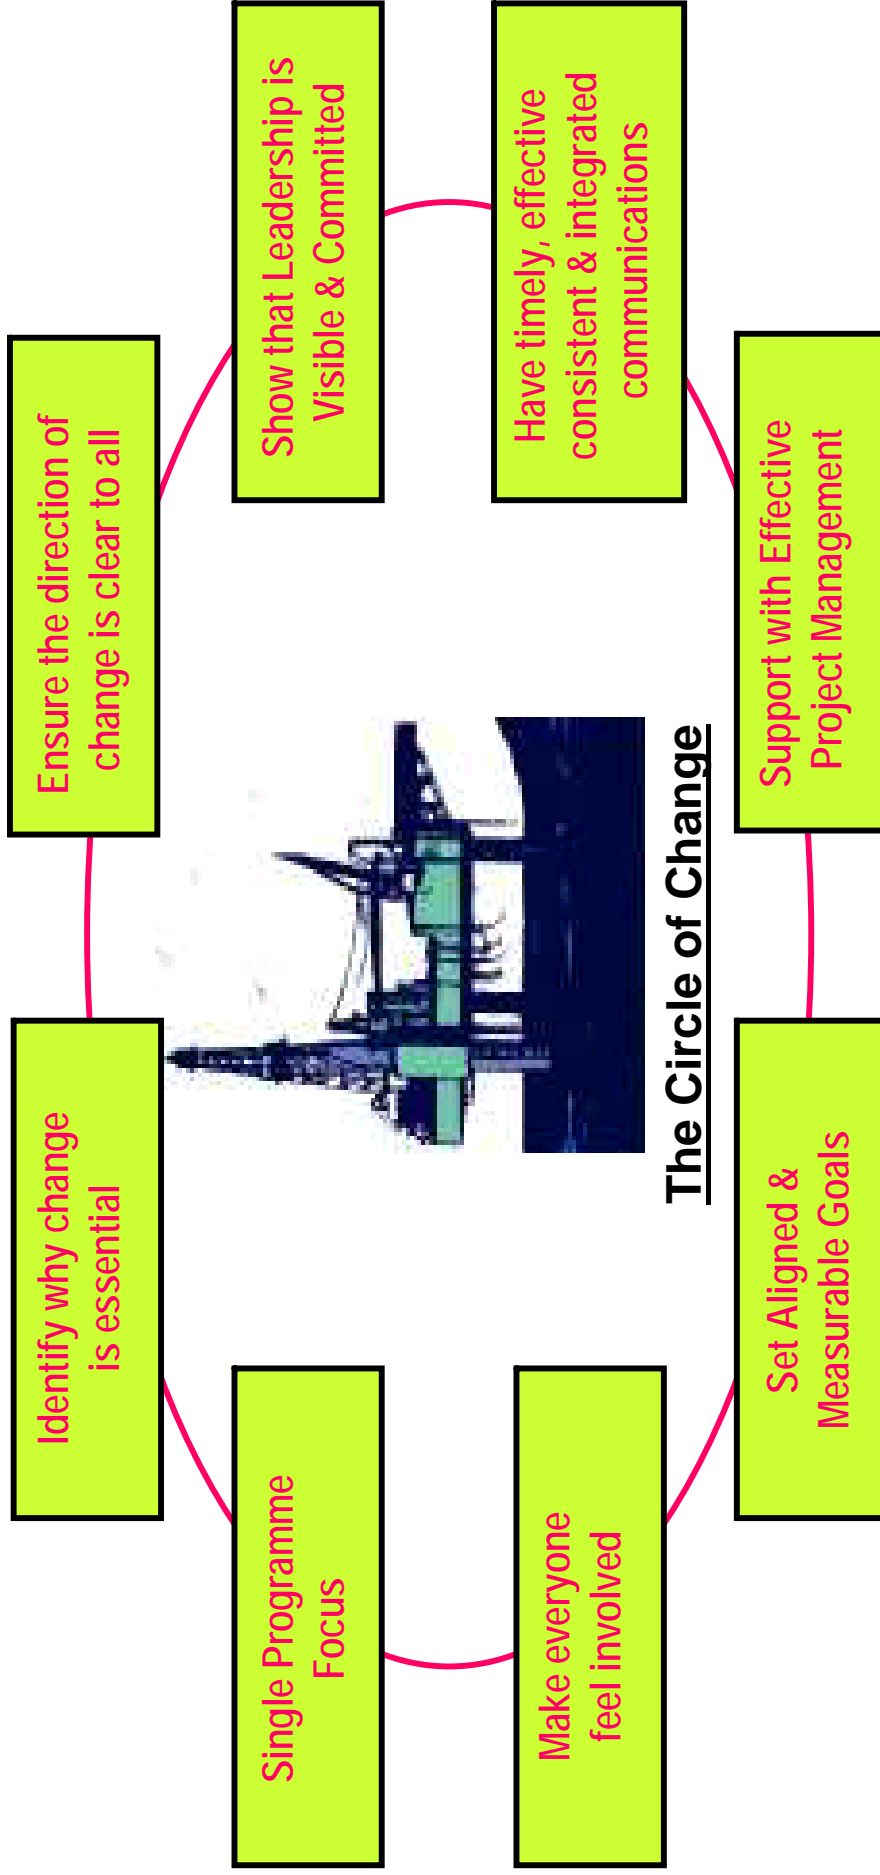 Identify why change
is essential
Ensure the direction of
change is clear to all
Show that Leadership is
Visible & Committed
Have timely, effective
consistent & integrated
communications
Support with Effective
Project Management
Set Aligned &
Measurable Goals
Make everyone
feel involved
Single Programme
Focus
The Circle of Change